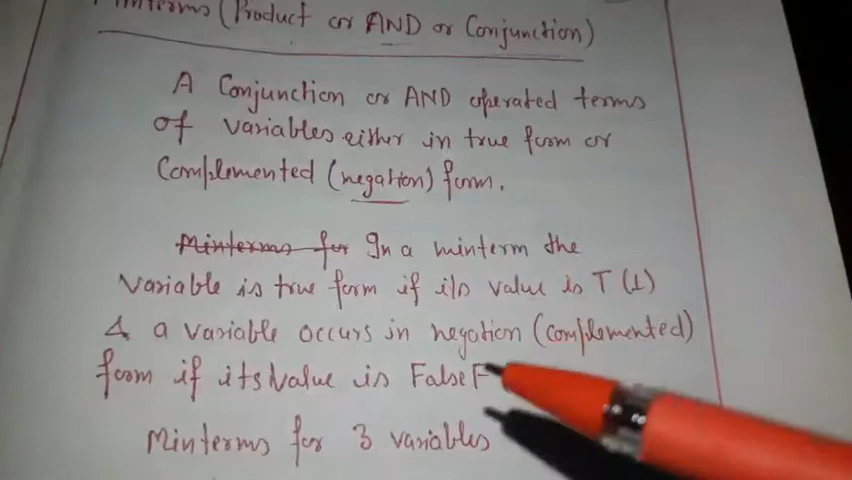 Minterms (Product or AND or Conjunction)
A Conjunction or AND operated terms
of variables either in true form or
Complemented (negation) form.
Minterms for In a minterm the
variable is true form if its value is T (1)
& a variable occurs in negation (complemented)
form if its Value is False F
Minterms for 3 variables